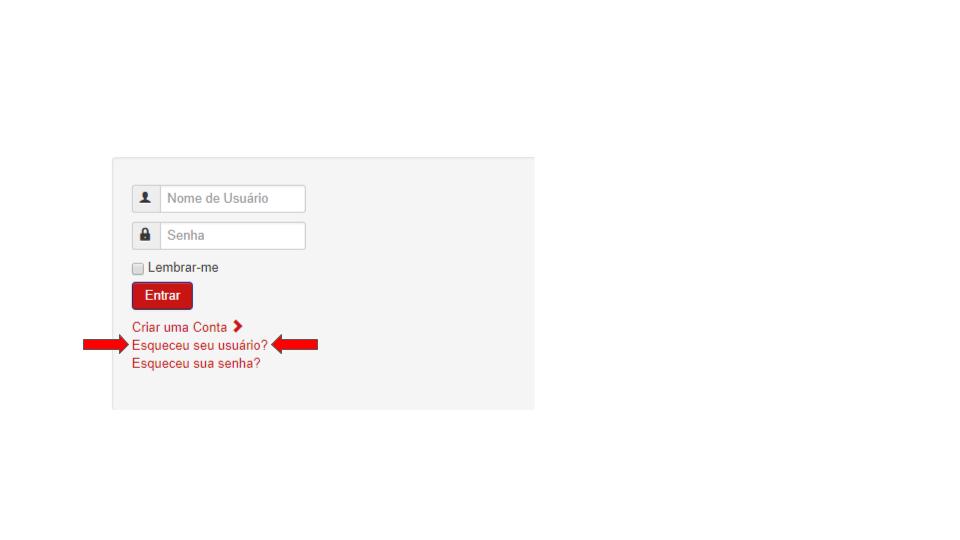 Nome de Usuário
Senha
Lembrar-me
Entrar
Criar uma Conta
Esqueceu seu usuário?
Esqueceu sua senha?